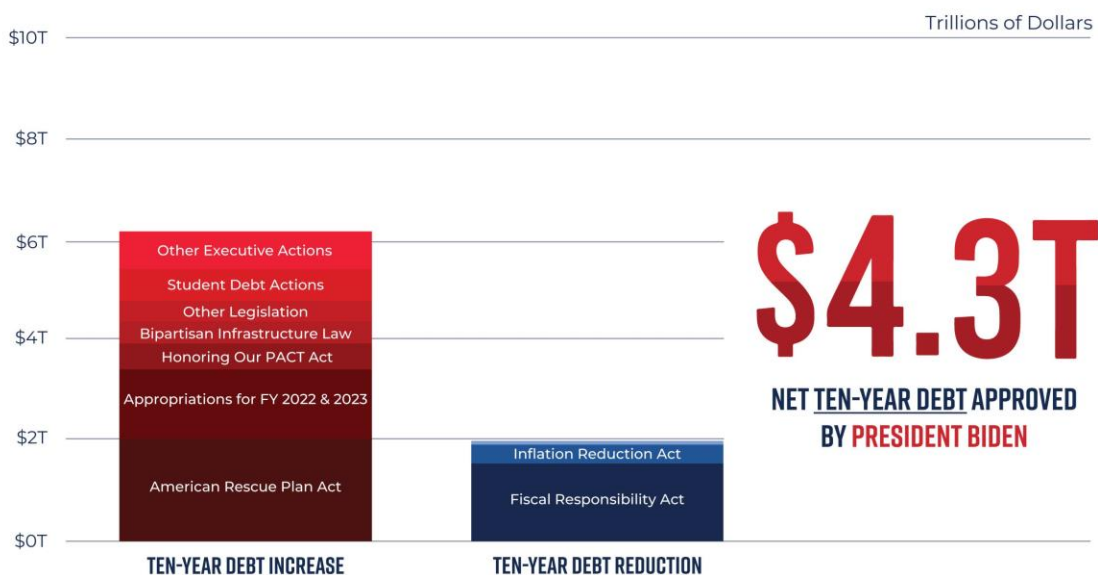 Trillions of Dollars
$10T
$8T
$6T
$4T
$2T
$0T
Other Executive Actions
Student Debt Actions
Other Legislation
Bipartisan Infrastructure Law
Honoring Our PACT Act
Appropriations for FY 2022 & 2023
American Rescue Plan Act
TEN-YEAR DEBT INCREASE
Inflation Reduction Act
Fiscal Responsibility Act
TEN-YEAR DEBT REDUCTION
$4.3T
NET TEN-YEAR DEBT APPROVED
BY PRESIDENT BIDEN